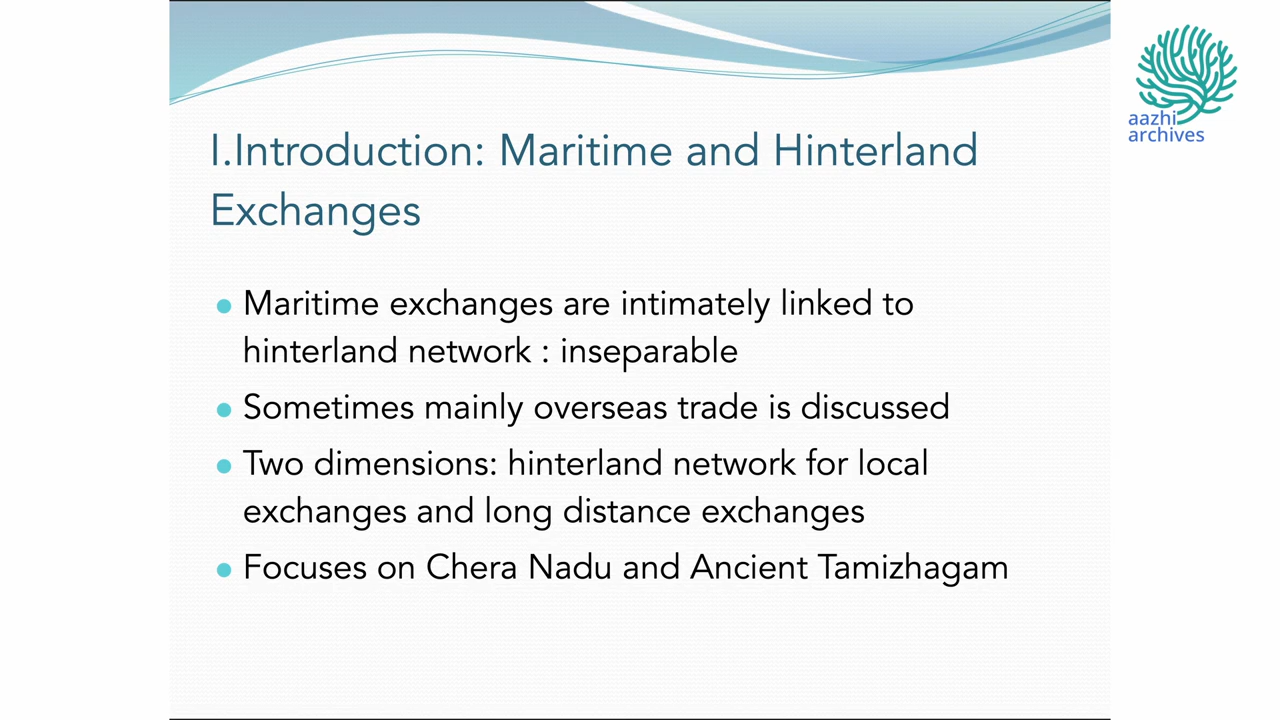 I.Introduction: Maritime and Hinterland
Exchanges
Maritime exchanges are intimately linked to
hinterland network : inseparable
Sometimes mainly overseas trade is discussed
Two dimensions: hinterland network for local
exchanges and long distance exchanges
Focuses on Chera Nadu and Ancient Tamizhagam
aazhi
archives